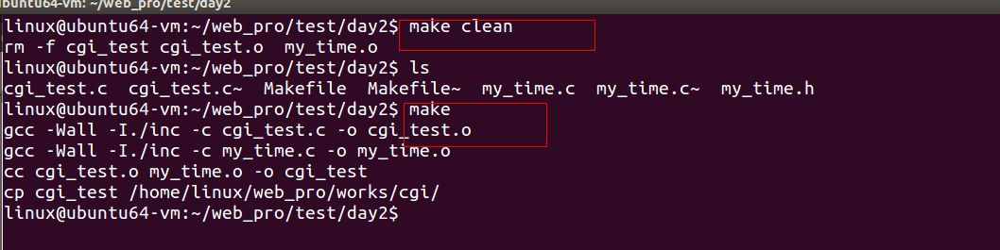 ubuntu64-vm: ~/web_pro/test/day2
linux@ubuntu64-vm:~/web_pro/test/day2$ make clean
rm -f cgi_test cgi_test.o  my_time.o
linux@ubuntu64-vm:~/web_pro/test/day2$ ls
cgi_test.c  cgi_test.c~  Makefile  Makefile~  my_time.c  my_time.c~  my_time.h
linux@ubuntu64-vm:~/web_pro/test/day2$ make
gcc -Wall -I./inc -c cgi_test.c -o cgi_test.o
gcc -Wall -I./inc -c my_time.c -o my_time.o
cc cgi_test.o my_time.o -o cgi_test
cp cgi_test /home/linux/web_pro/works/cgi/
linux@ubuntu64-vm:~/web_pro/test/day2$